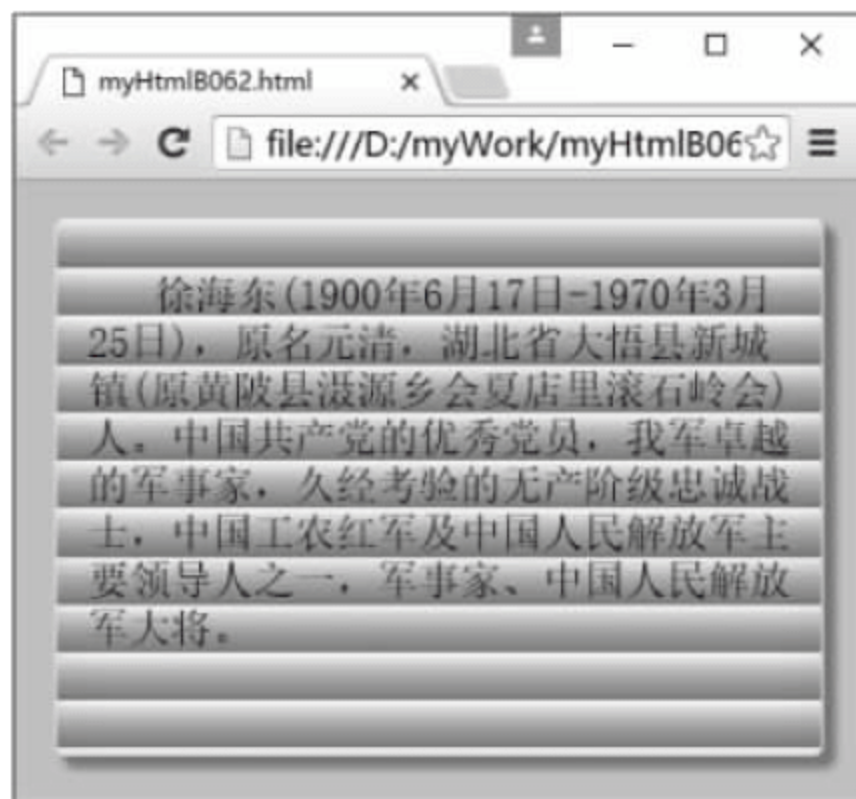 myHtmlB062.html
file:///D:/myWork/myHtmlB06
徐海东(1900年6月17日-1970年3月
25日)，原名元清，湖北省大悟县新城
镇(原黄陂县滠源乡会夏店里滚石岭会)
人。中国共产党的优秀党员，我军卓越
的军事家，久经考验的无产阶级忠诚战
士，中国工农红军及中国人民解放军主
要领导人之一，军事家、中国人民解放
军大将。